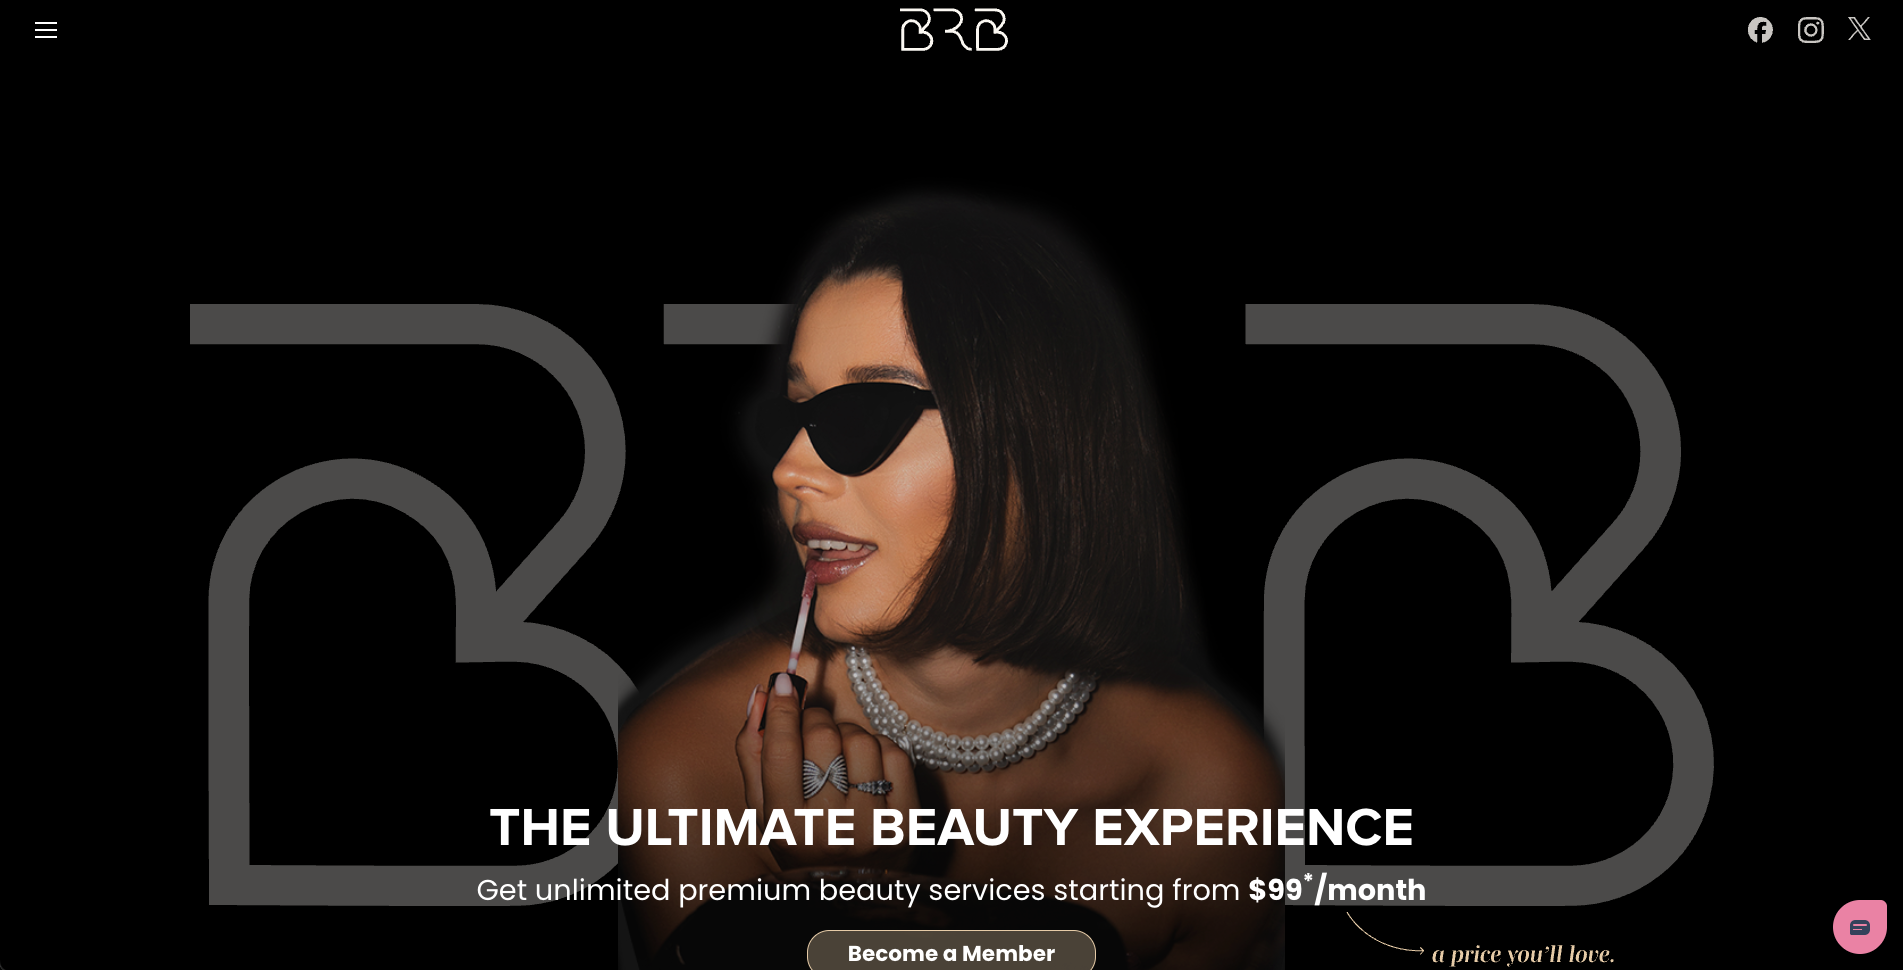 BRB
BRB
THE ULTIMATE BEAUTY EXPERIENCE
Get unlimited premium beauty services starting from $99*/month
Become a Member
a price you'll love.